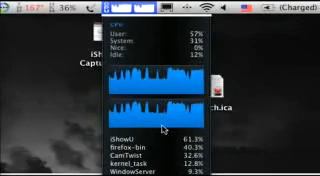 167
36%
(Charged)
CPU
User: 57%
System: 31%
Nice: 0%
Idle: 12%
iSho
Captu
ch.ica
iShowU 61.3%
firefox-bin 40.3%
CamTwist 32.6%
kernel_task 12.8%
WindowServer 9.3%